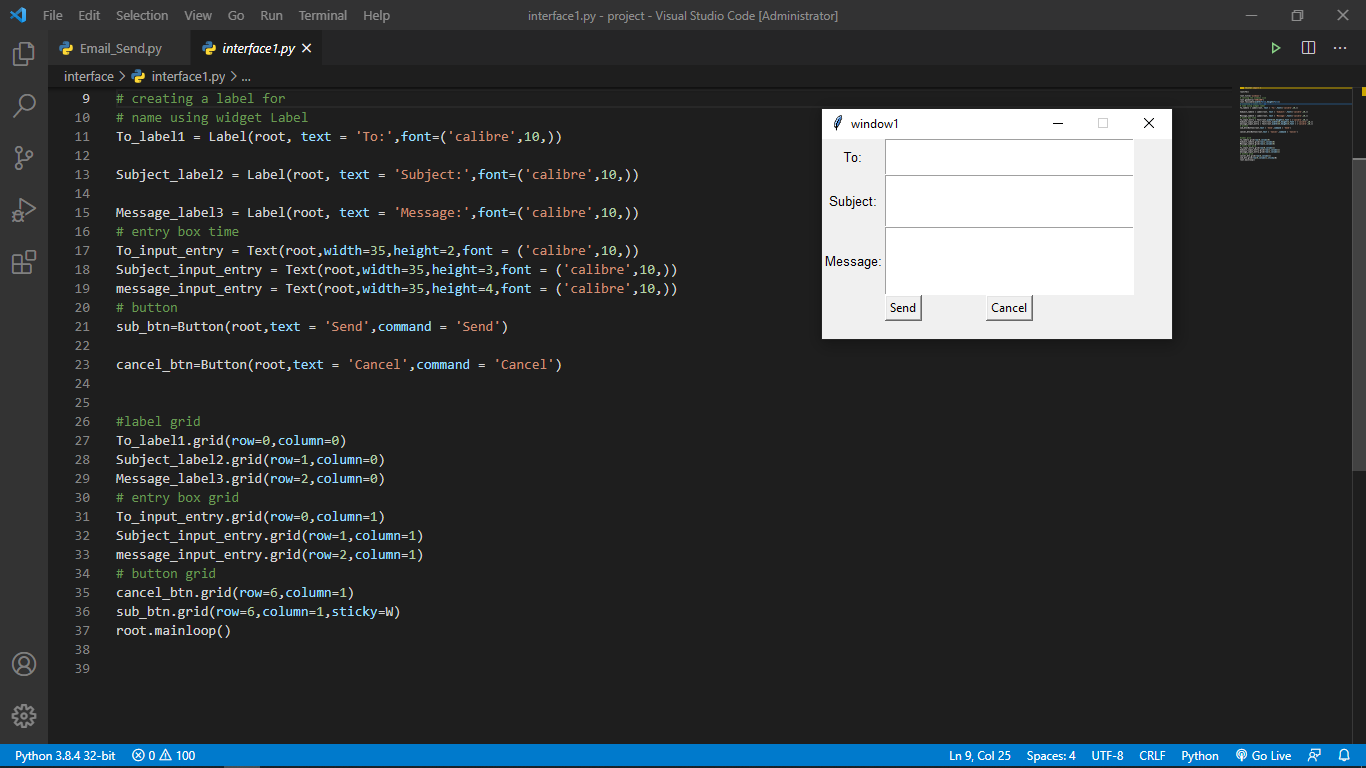 File Edit Selection View Go Run Terminal Help interface1.py - project - Visual Studio Code [Administrator]
Email_Send.py interface1.py
interface > interface1.py > ...
9 # creating a label for
10 # name using widget Label
11 To_label1 = Label(root, text = 'To:',font=('calibre',10,))
12
13 Subject_label2 = Label(root, text = 'Subject:',font=('calibre',10,))
14
15 Message_label3 = Label(root, text = 'Message:',font=('calibre',10,))
16 # entry box time
17 To_input_entry = Text(root,width=35,height=2,font = ('calibre',10,))
18 Subject_input_entry = Text(root,width=35,height=3,font = ('calibre',10,))
19 message_input_entry = Text(root,width=35,height=4,font = ('calibre',10,))
20 # button
21 sub_btn=Button(root,text = 'Send',command = 'Send')
22
23 cancel_btn=Button(root,text = 'Cancel',command = 'Cancel')
24
25
26 #label grid
27 To_label1.grid(row=0,column=0)
28 Subject_label2.grid(row=1,column=0)
29 Message_label3.grid(row=2,column=0)
30 # entry box grid
31 To_input_entry.grid(row=0,column=1)
32 Subject_input_entry.grid(row=1,column=1)
33 message_input_entry.grid(row=2,column=1)
34 # button grid
35 cancel_btn.grid(row=6,column=1)
36 sub_btn.grid(row=6,column=1,sticky=W)
37 root.mainloop()
38
39
window1
To:
Subject:
Message:
Send Cancel
Python 3.8.4 32-bit 0 100 Ln 9, Col 25 Spaces: 4 UTF-8 CRLF Python Go Live